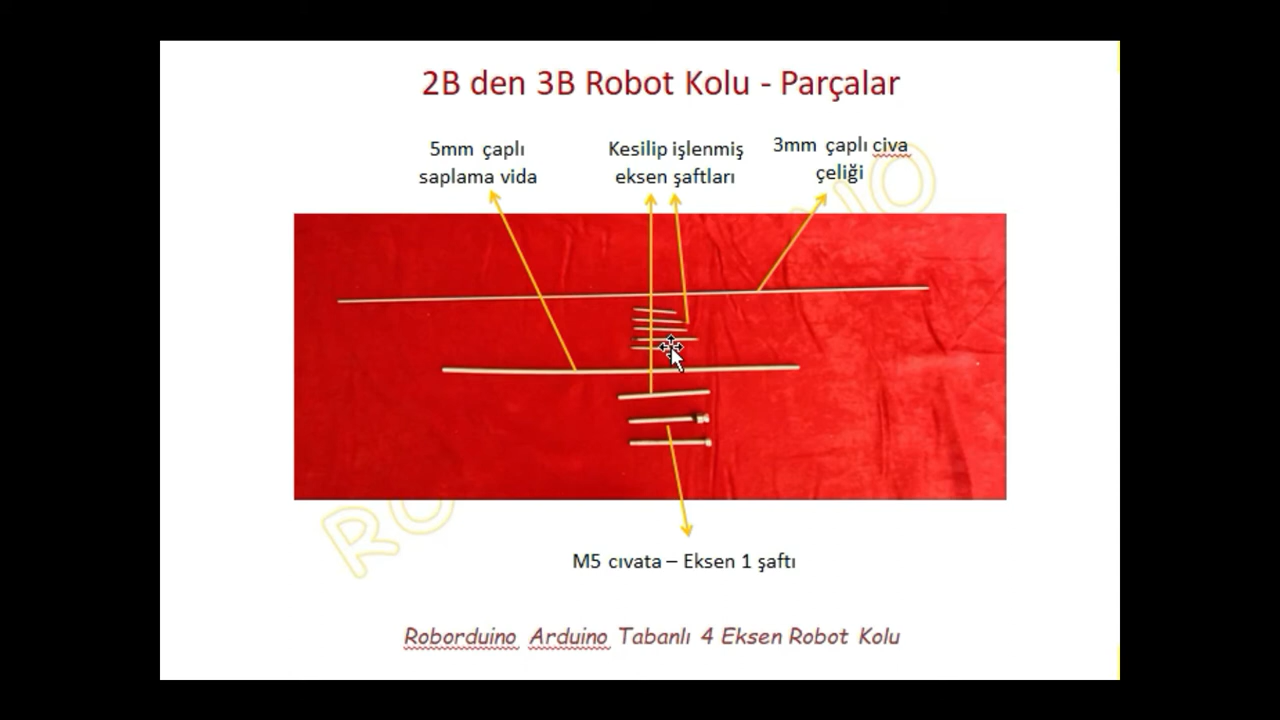 2B den 3B Robot Kolu - Parçalar
5mm çaplı
saplama vida
Kesilip işlenmiş
eksen şaftları
3mm çaplı civa
çeliği
M5 cıvata – Eksen 1 şaftı
Roborduino Arduino Tabanlı 4 Eksen Robot Kolu